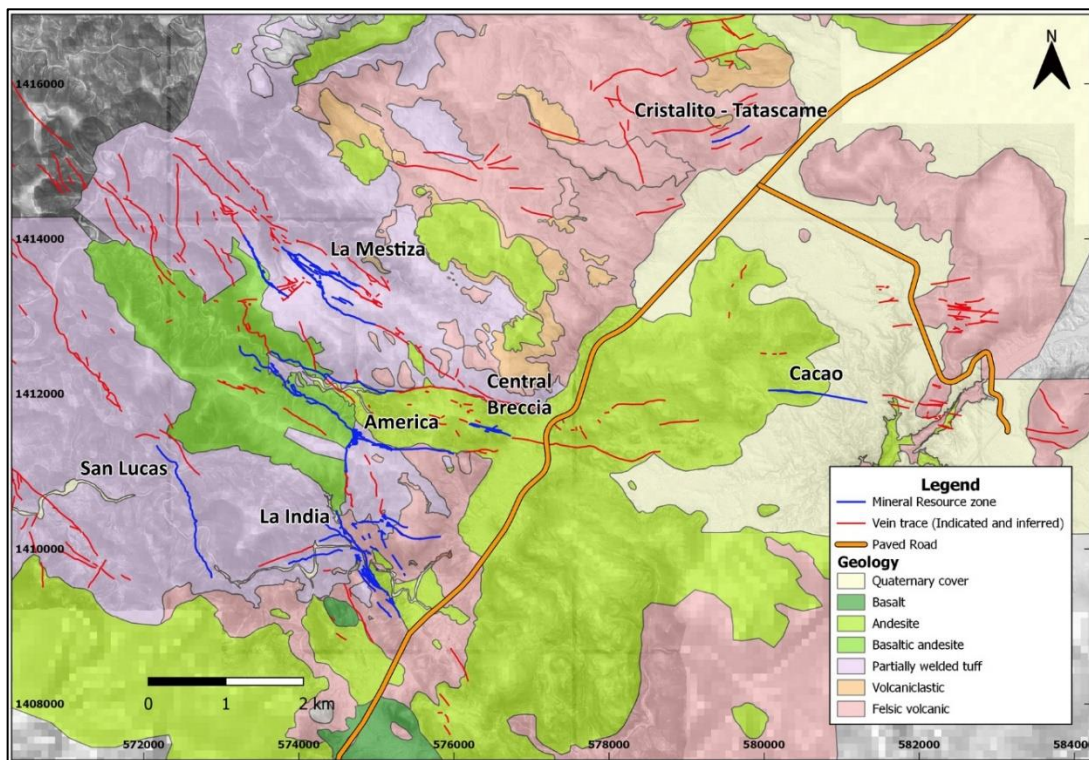 N
1416000
Cristalito - Tatascame
1414000
La Mestiza
1412000
Cacao
Central
Breccia
America
San Lucas
La India
1410000
1408000
0 1 2 km
572000 574000 576000 578000 580000 582000 584000
Legend
Mineral Resource zone
Vein trace (Indicated and inferred)
Paved Road
Geology
Quaternary cover
Basalt
Andesite
Basaltic andesite
Partially welded tuff
Volcaniclastic
Felsic volcanic